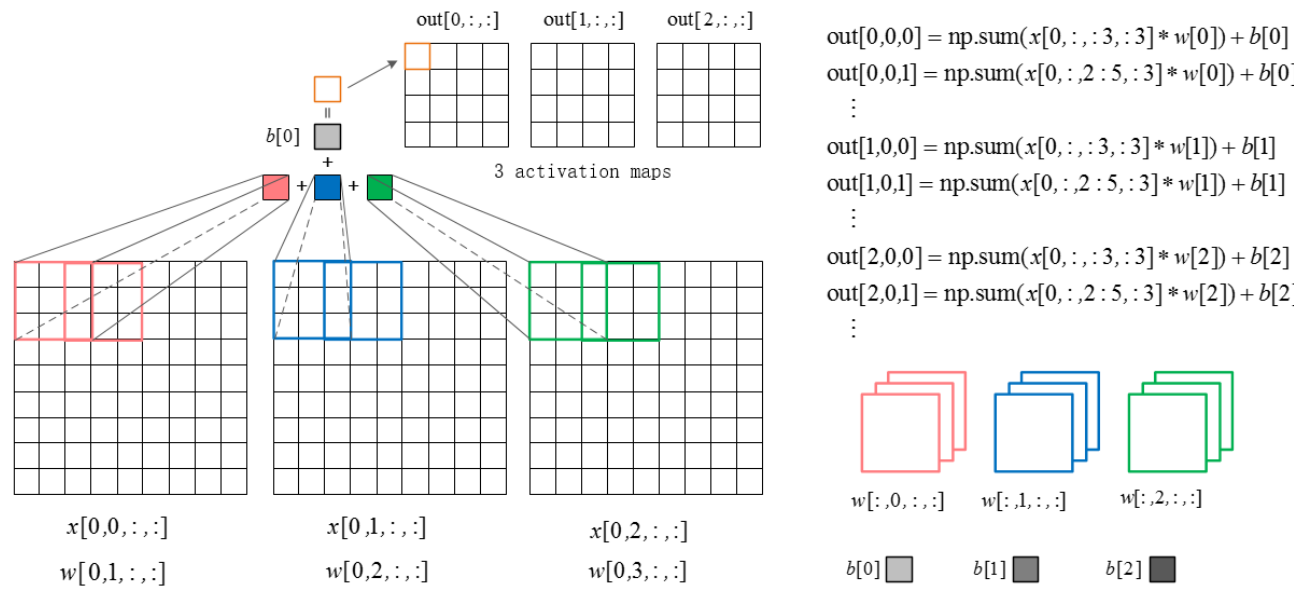 out[0,:,:] out[1,:,:] out[2,:,:]
b[0]
=
+
+ +
3 activation maps
x[0,0,:,:] x[0,1,:,:] x[0,2,:,:]
w[0,1,:,:] w[0,2,:,:] w[0,3,:,:]
out[0,0,0] = np.sum(x[0,:,:3,:3]*w[0])+b[0]
out[0,0,1] = np.sum(x[0,:,2:5,:3]*w[0])+b[0]
⋮
out[1,0,0] = np.sum(x[0,:,:3,:3]*w[1])+b[1]
out[1,0,1] = np.sum(x[0,:,2:5,:3]*w[1])+b[1]
⋮
out[2,0,0] = np.sum(x[0,:,:3,:3]*w[2])+b[2]
out[2,0,1] = np.sum(x[0,:,2:5,:3]*w[2])+b[2]
⋮
w[:,0,:,:] w[:,1,:,:] w[:,2,:,:]
b[0] b[1] b[2]